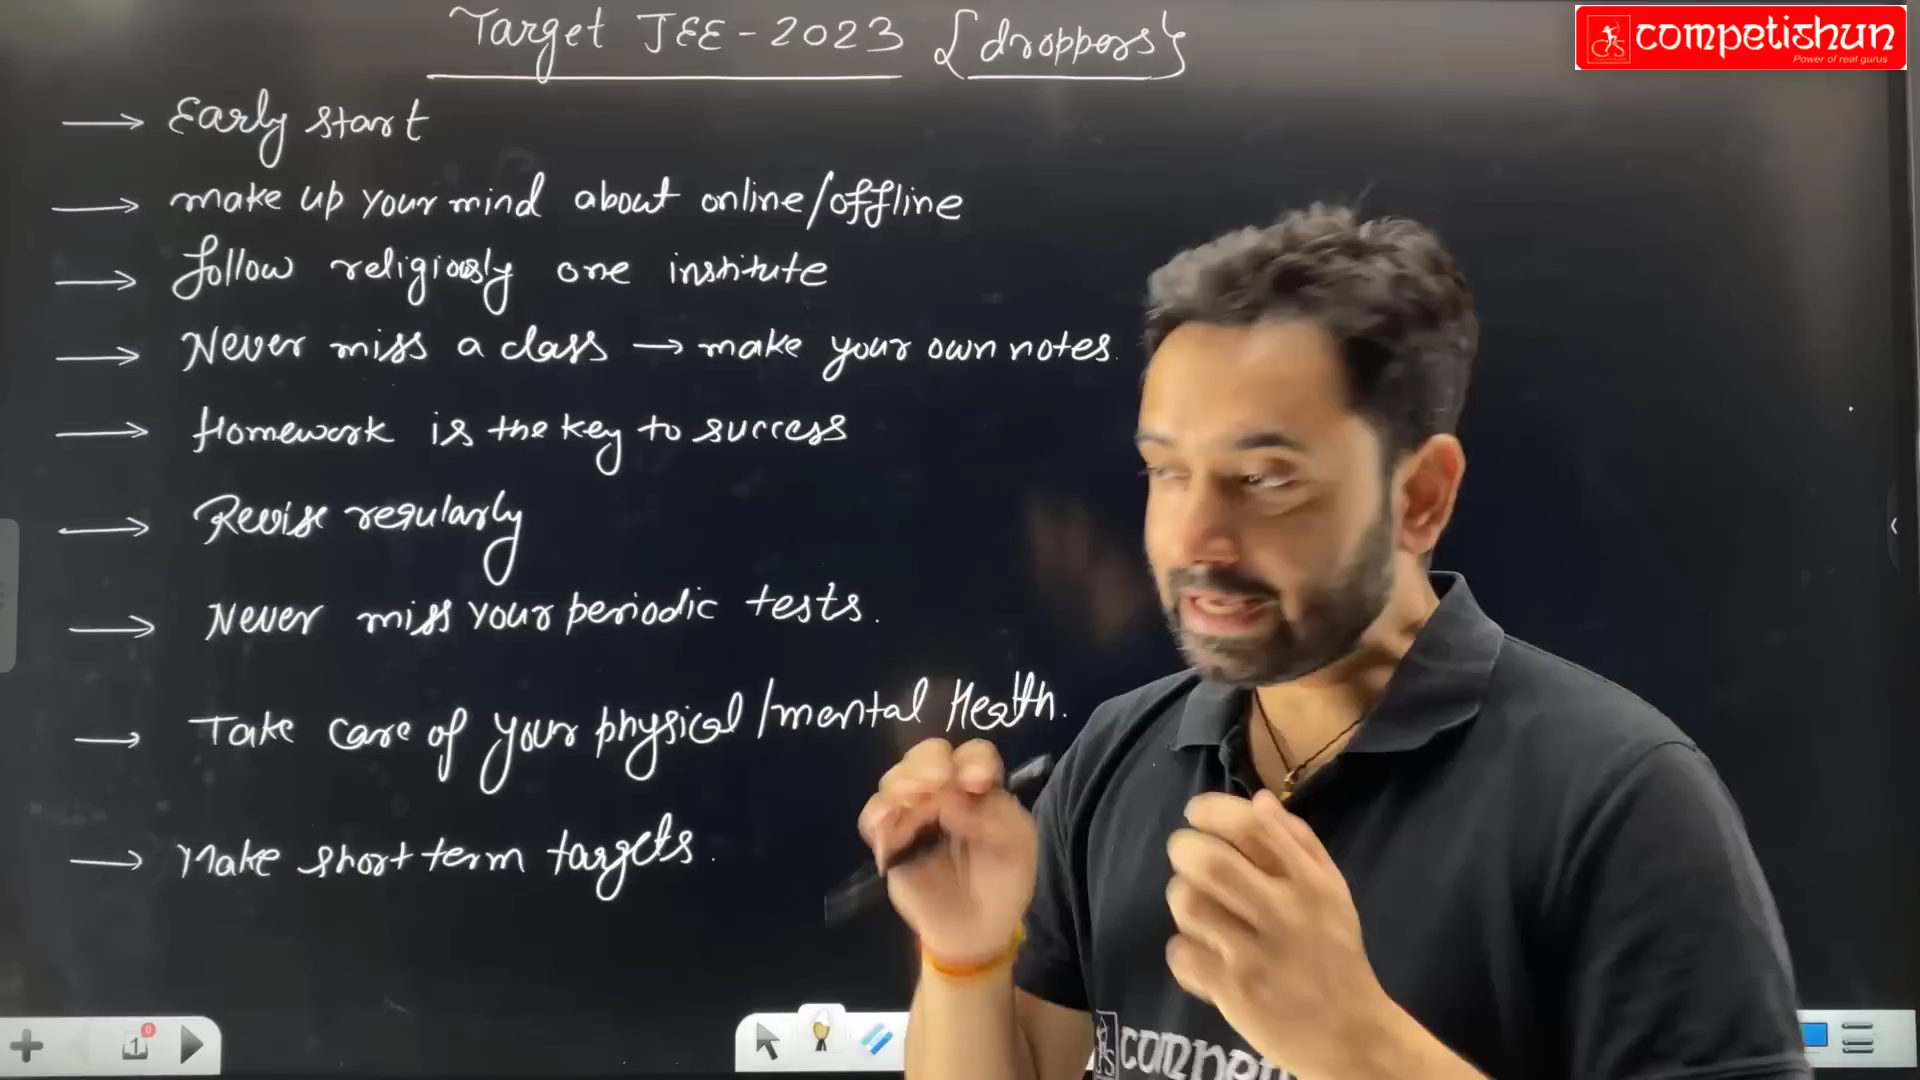 Target JEE - 2023 {droppers}
competishun
Power of real gurus
→ Early start
→ make up your mind about online/offline
→ follow religiously one institute
→ Never miss a class → make your own notes
→ Homework is the key to success
→ Revise regularly
→ Never miss your periodic tests.
→ Take care of your physical/mental Health.
→ Make short term targets.
1
0